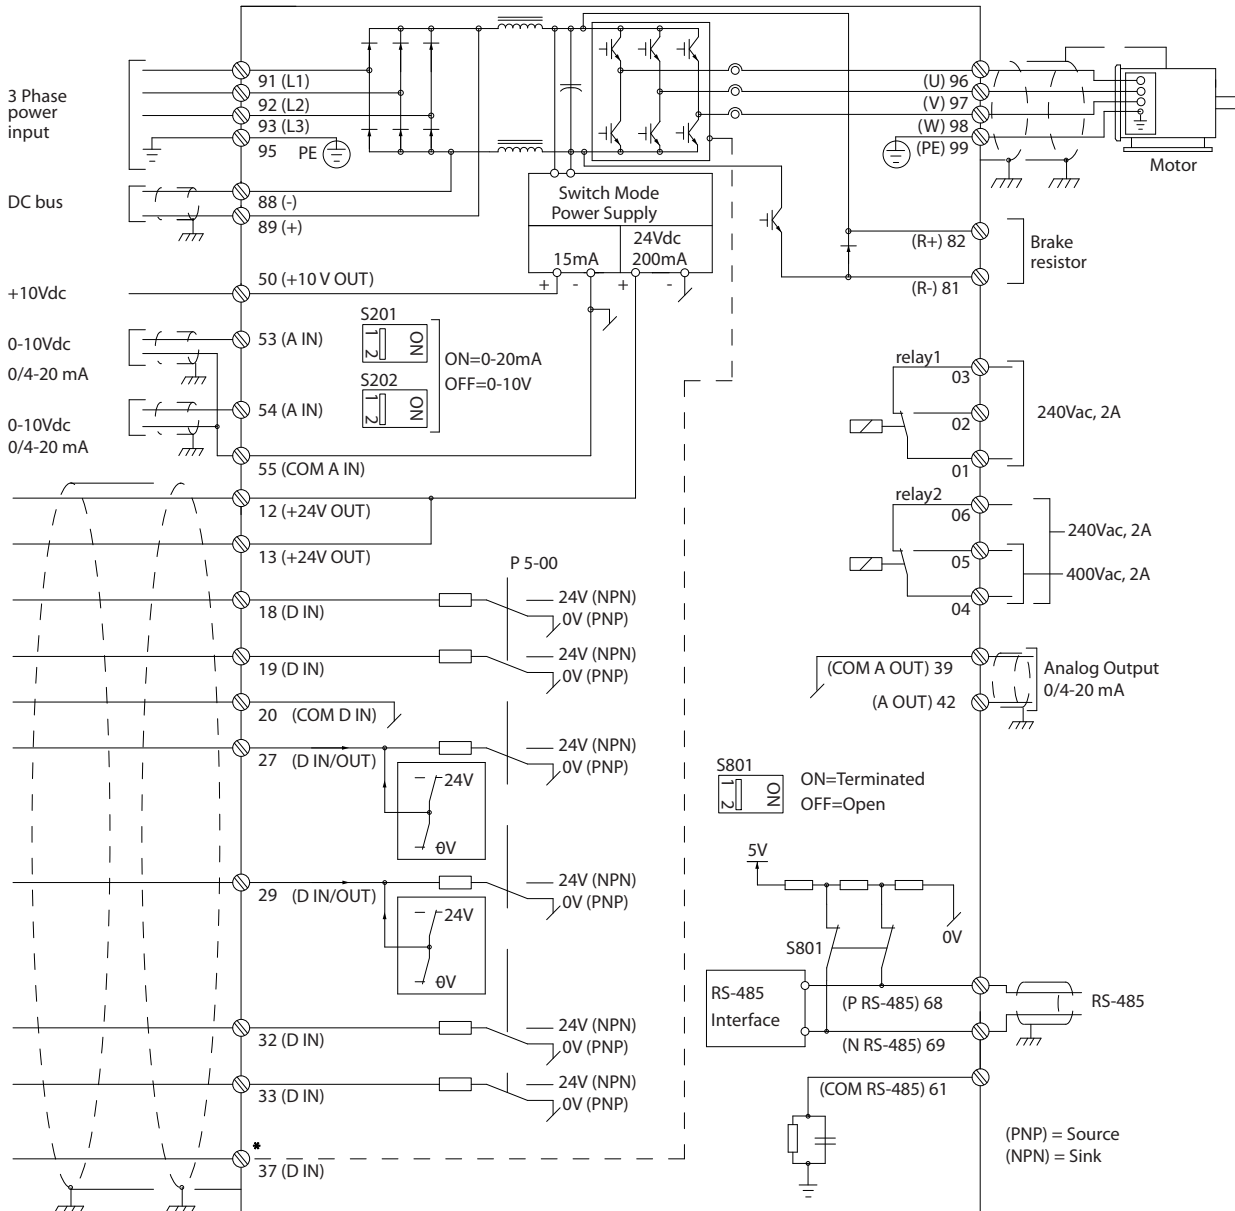 3 Phase
power
input
91 (L1)
92 (L2)
93 (L3)
95
PE
DC bus
88 (-)
89 (+)
+10Vdc
50 (+10 V OUT)
0-10Vdc
0/4-20 mA
53 (A IN)
0-10Vdc
0/4-20 mA
54 (A IN)
55 (COM A IN)
12 (+24V OUT)
13 (+24V OUT)
18 (D IN)
19 (D IN)
20 (COM D IN)
27 (D IN/OUT)
29 (D IN/OUT)
32 (D IN)
33 (D IN)
*
37 (D IN)
Switch Mode
Power Supply
24Vdc
15mA
200mA
+ - + -
S201
1 2
ON
S202
1 2
ON
ON=0-20mA
OFF=0-10V
P 5-00
24V (NPN)
0V (PNP)
24V (NPN)
0V (PNP)
24V (NPN)
0V (PNP)
24V
0V
24V (NPN)
0V (PNP)
24V
0V
24V (NPN)
0V (PNP)
24V (NPN)
0V (PNP)
(U) 96
(V) 97
(W) 98
(PE) 99
Motor
(R+) 82
(R-) 81
Brake
resistor
relay1
03
02
01
240Vac, 2A
relay2
06
05
04
240Vac, 2A
400Vac, 2A
(COM A OUT) 39
(A OUT) 42
Analog Output
0/4-20 mA
S801
1 2
ON
ON=Terminated
OFF=Open
5V
0V
S801
RS-485
Interface
(P RS-485) 68
(N RS-485) 69
RS-485
(COM RS-485) 61
(PNP) = Source
(NPN) = Sink